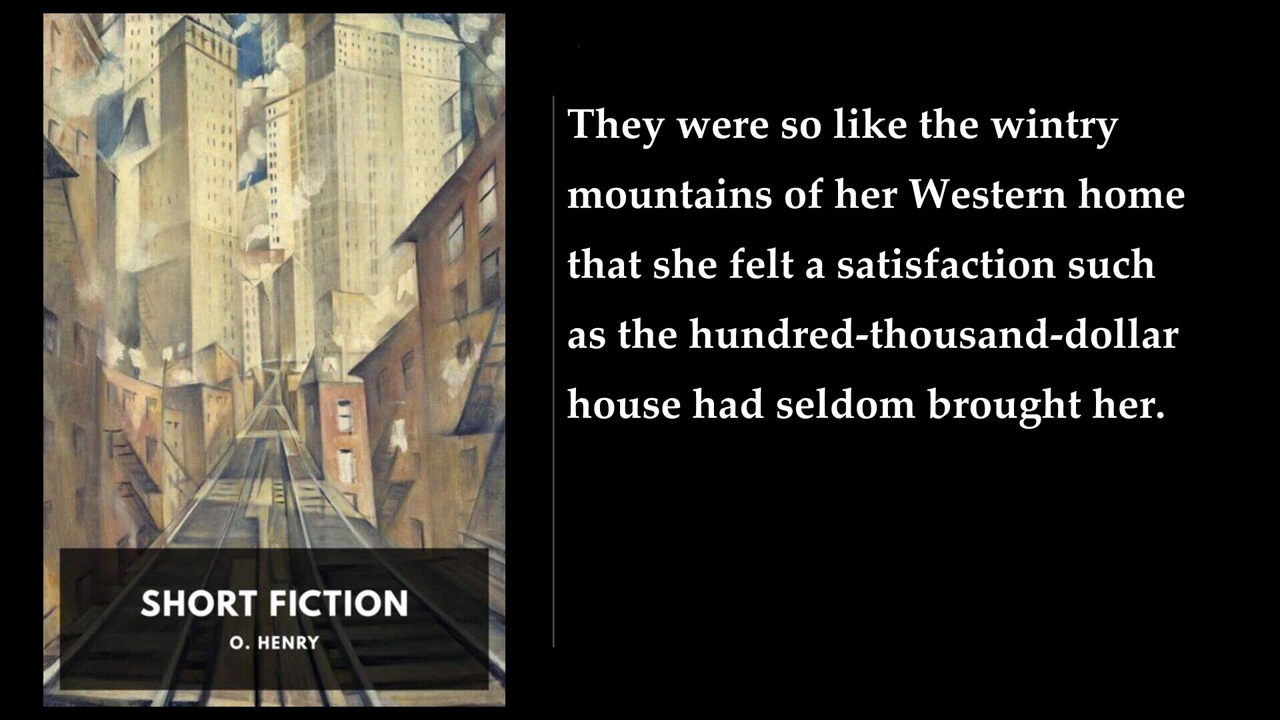 They were so like the wintry
mountains of her Western home
that she felt a satisfaction such
as the hundred-thousand-dollar
house had seldom brought her.
SHORT FICTION
O. HENRY